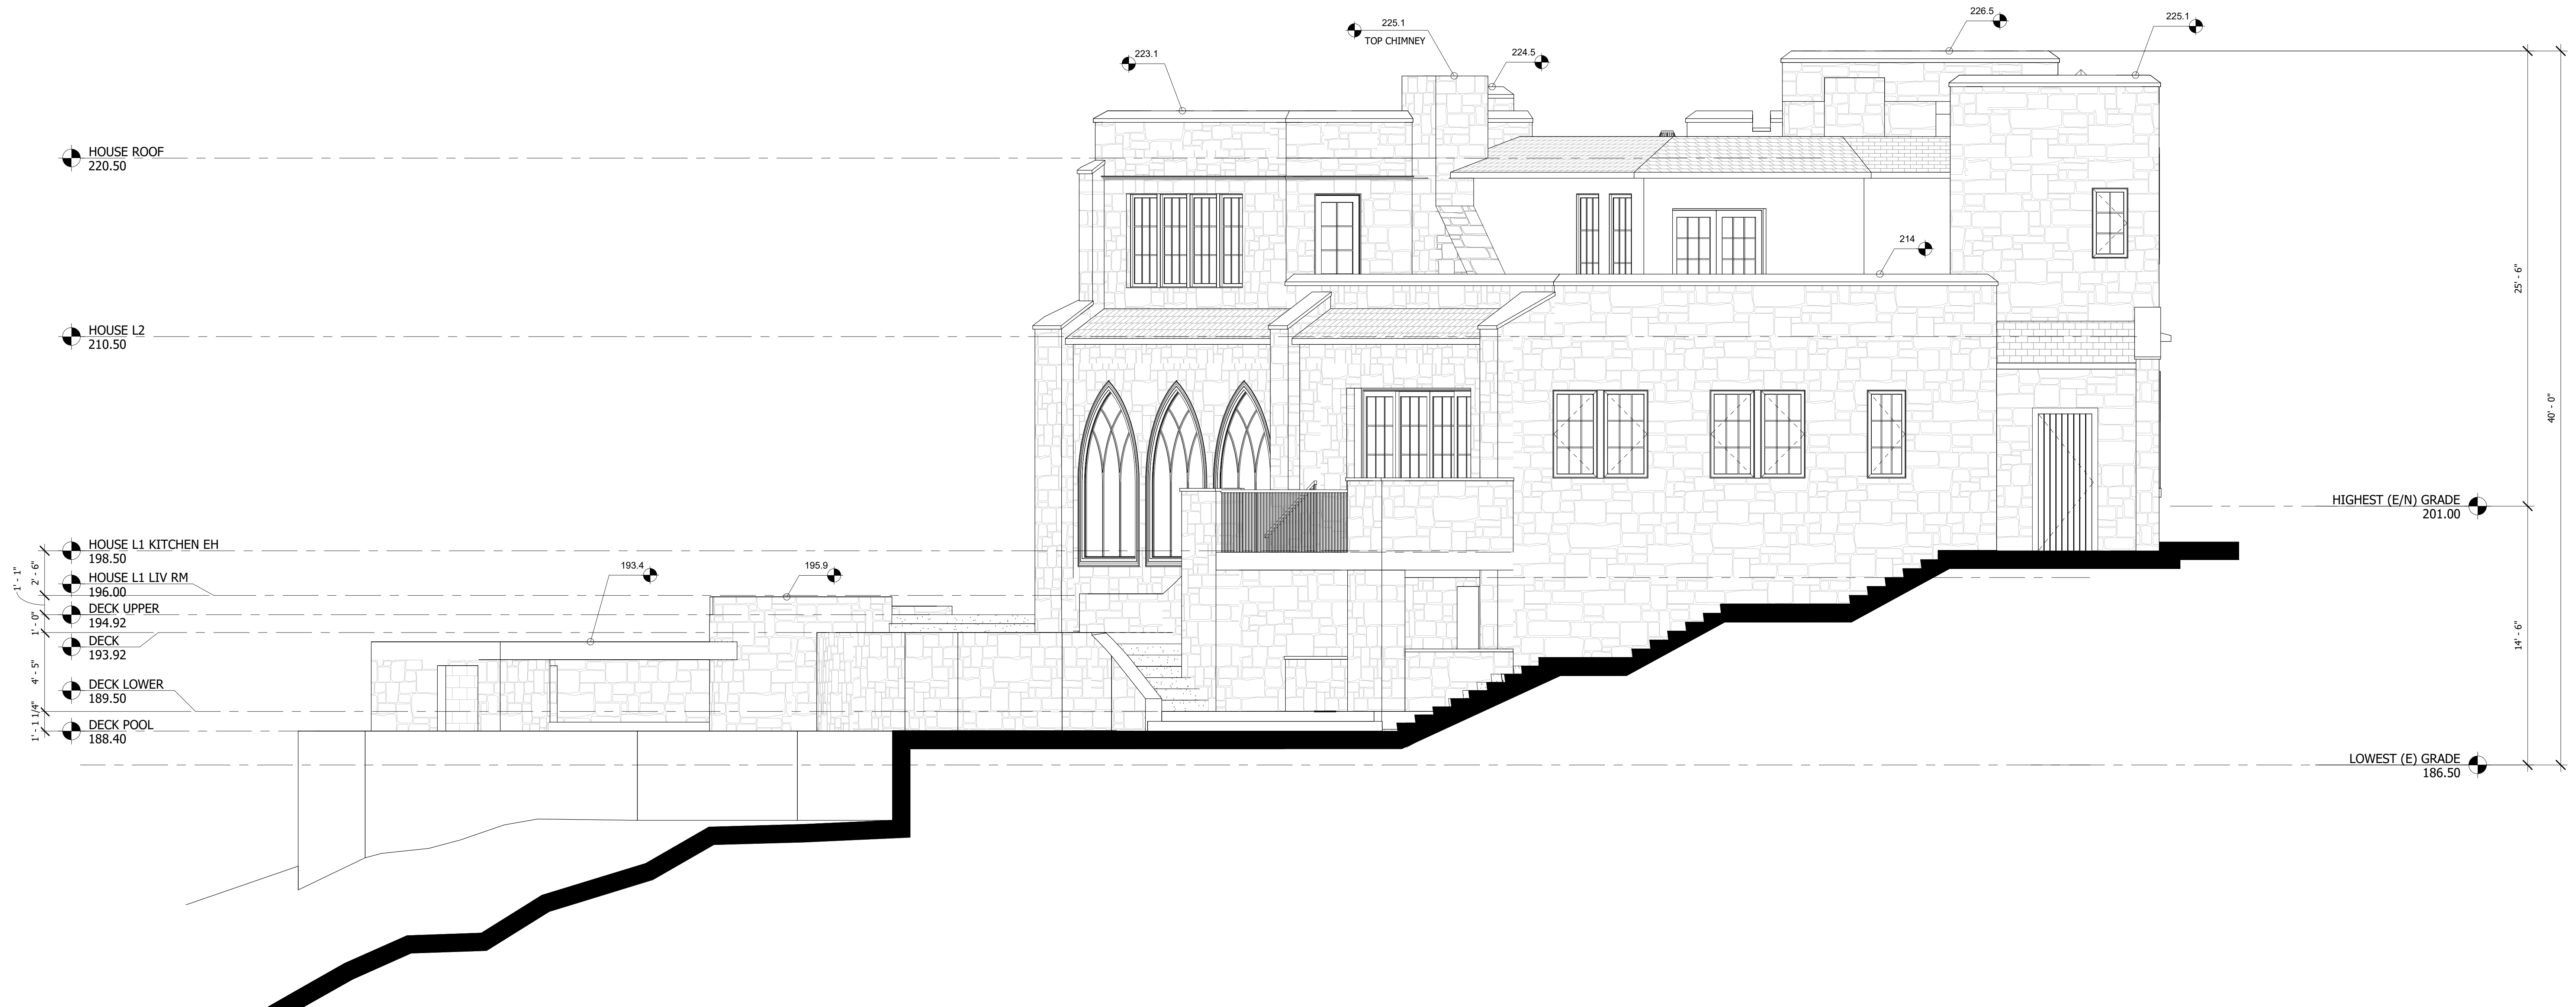 226.5
225.1
225.1
TOP CHIMNEY
223.1
224.5
HOUSE ROOF
220.50
214
25' - 6"
HOUSE L2
210.50
40' - 0"
HIGHEST (E/N) GRADE
201.00
HOUSE L1 KITCHEN EH
198.50
1' - 1"
2' - 6"
HOUSE L1 LIV RM
196.00
193.4
195.9
DECK UPPER
194.92
1' - 0"
DECK
193.92
14' - 6"
4' - 5"
DECK LOWER
189.50
1' - 1 1/4"
DECK POOL
188.40
LOWEST (E) GRADE
186.50